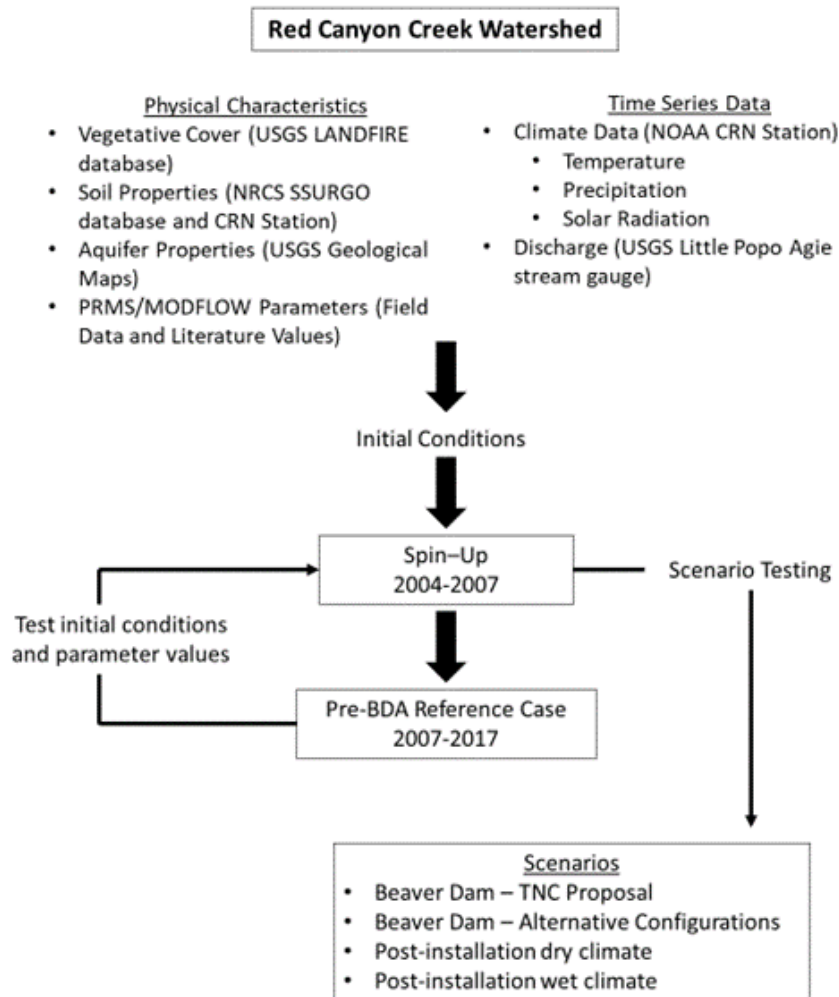 Red Canyon Creek Watershed
Physical Characteristics
• Vegetative Cover (USGS LANDFIRE
database)
• Soil Properties (NRCS SSURGO
database and CRN Station)
• Aquifer Properties (USGS Geological
Maps)
• PRMS/MODFLOW Parameters (Field
Data and Literature Values)
Time Series Data
• Climate Data (NOAA CRN Station)
• Temperature
• Precipitation
• Solar Radiation
• Discharge (USGS Little Popo Agie
stream gauge)
Initial Conditions
Spin–Up
2004-2007
Scenario Testing
Test initial conditions
and parameter values
Pre-BDA Reference Case
2007-2017
Scenarios
• Beaver Dam – TNC Proposal
• Beaver Dam – Alternative Configurations
• Post-installation dry climate
• Post-installation wet climate